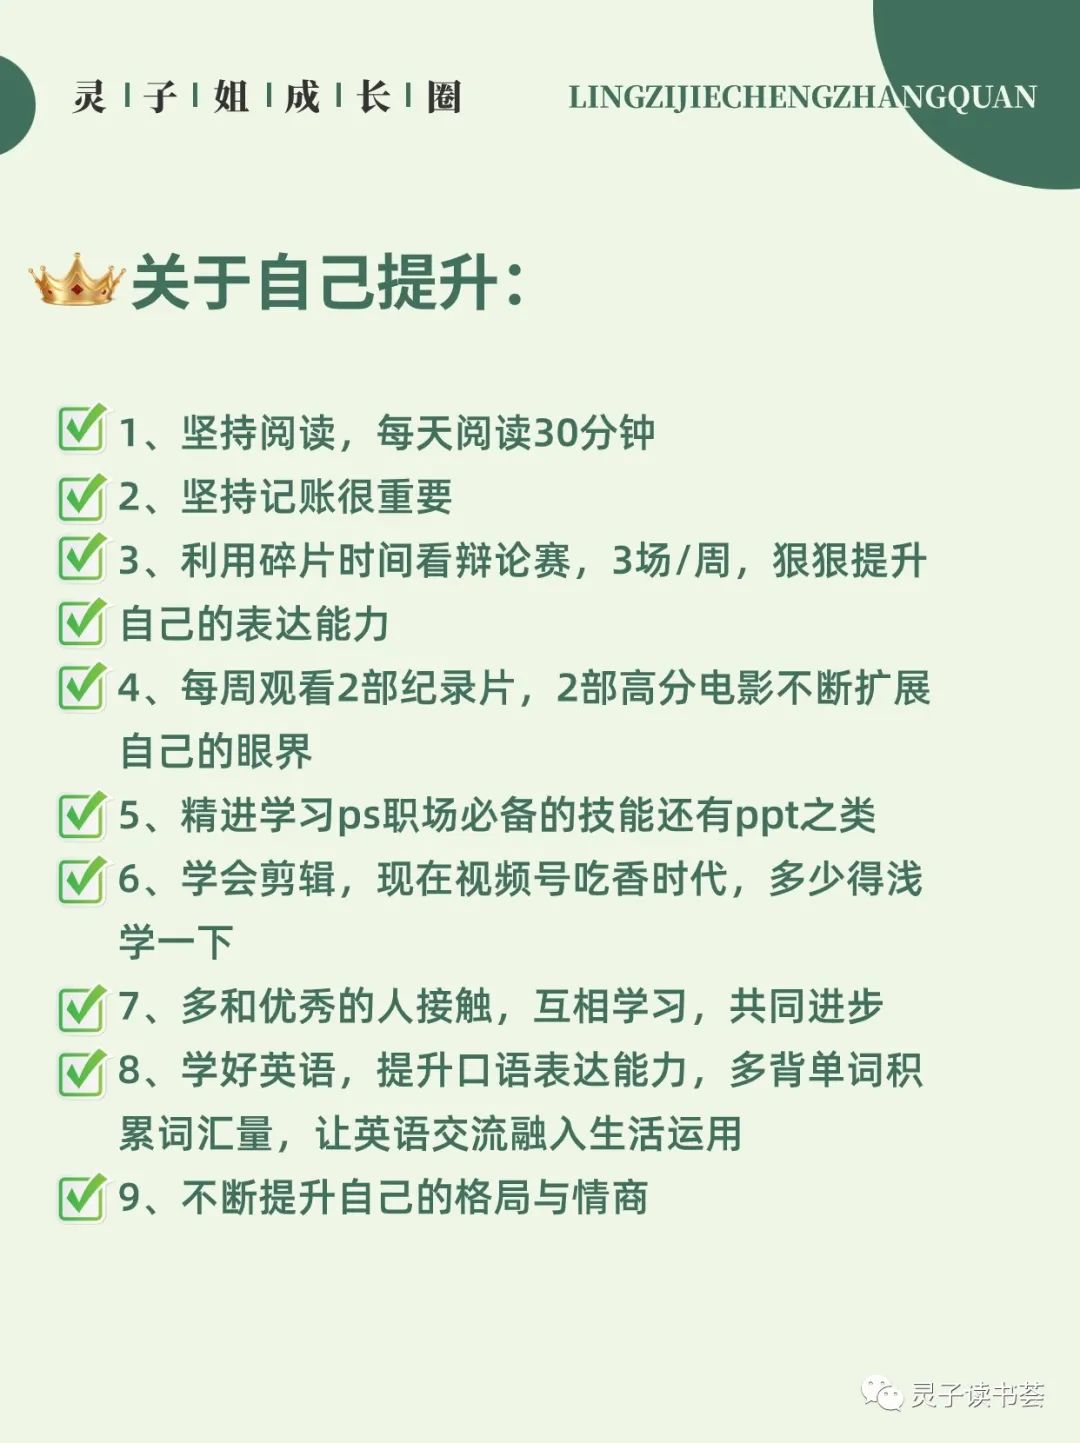 灵|子|姐|成|长|圈
LINGZIJIECHENGZHANGQUAN
关于自己提升：
1、坚持阅读，每天阅读30分钟
2、坚持记账很重要
3、利用碎片时间看辩论赛，3场/周，狠狠提升
自己的表达能力
4、每周观看2部纪录片，2部高分电影不断扩展
自己的眼界
5、精进学习ps职场必备的技能还有ppt之类
6、学会剪辑，现在视频号吃香时代，多少得浅
学一下
7、多和优秀的人接触，互相学习，共同进步
8、学好英语，提升口语表达能力，多背单词积
累词汇量，让英语交流融入生活运用
9、不断提升自己的格局与情商
灵子读书荟